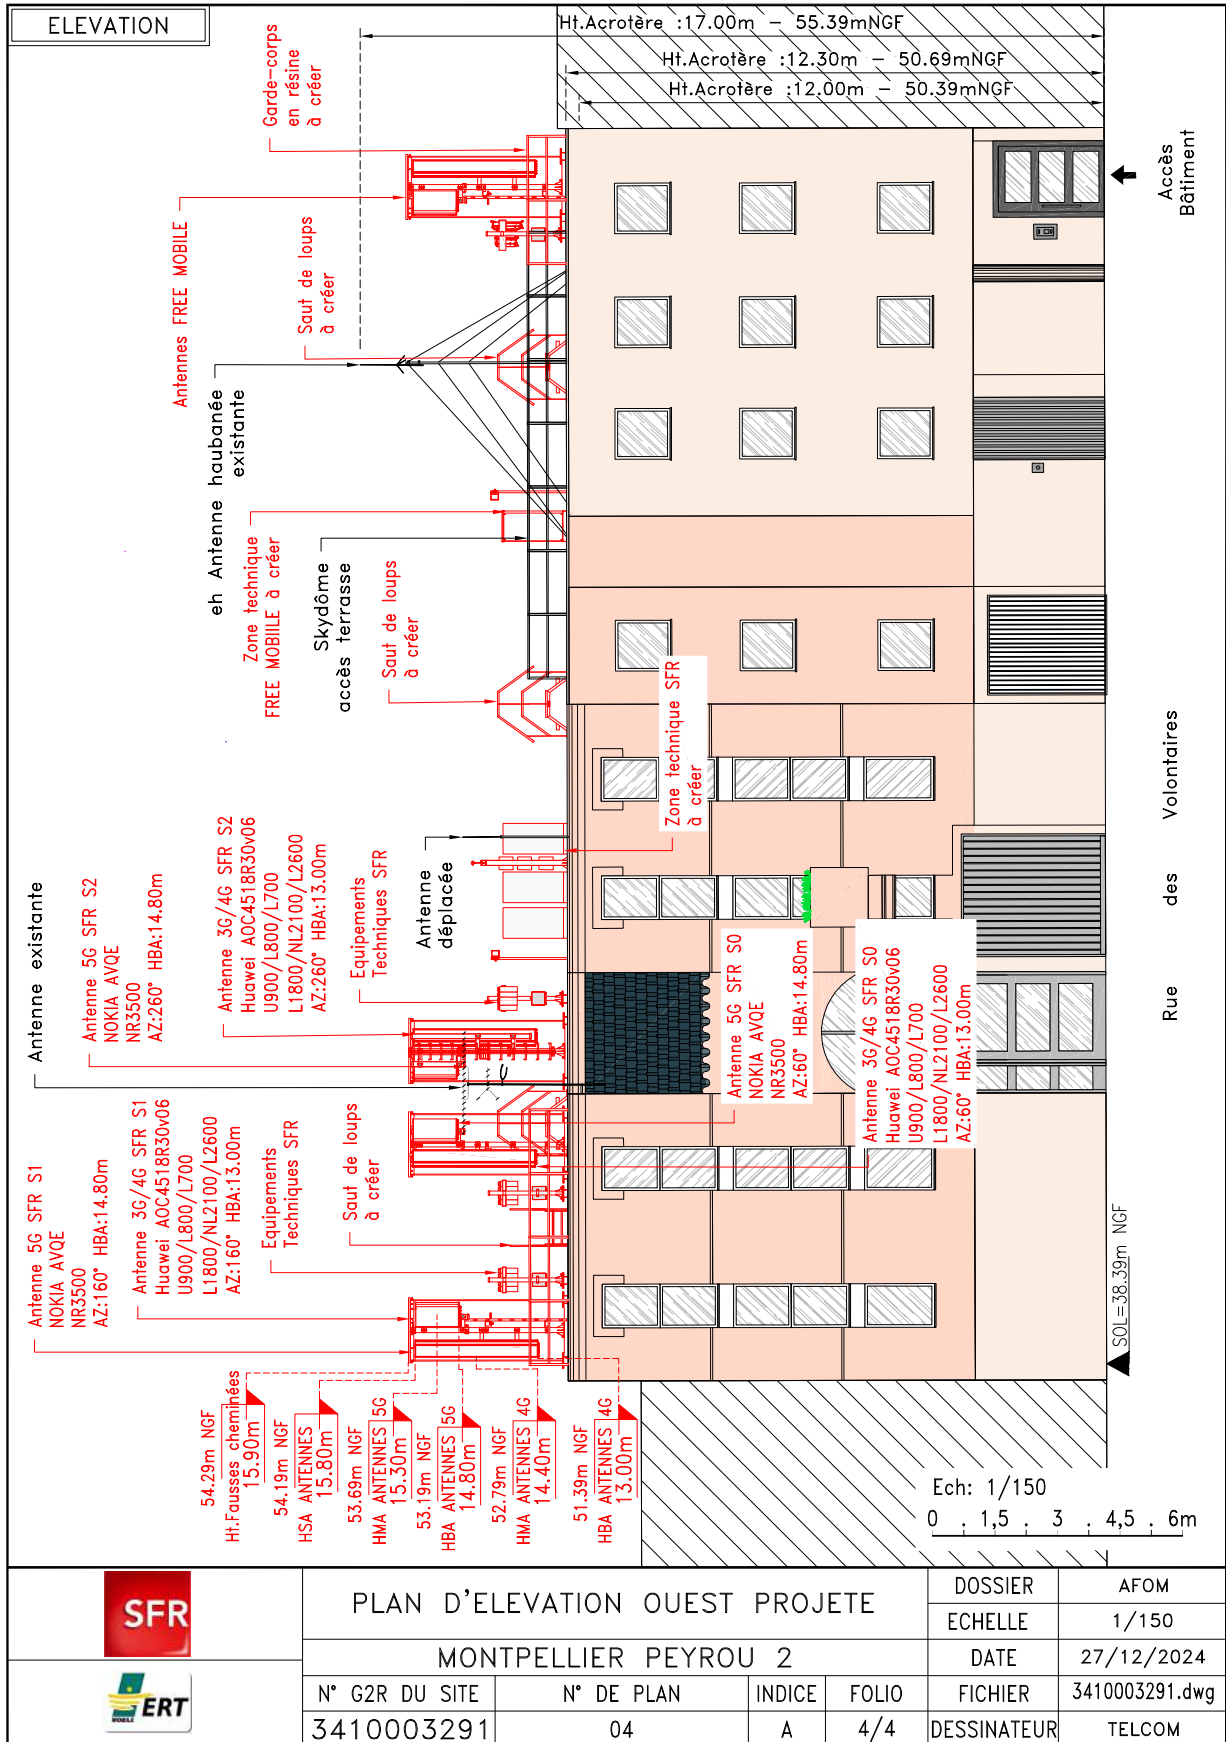 ELEVATION
Ht.Acrotère :17.00m - 55.39mNGF
Ht.Acrotère :12.30m - 50.69mNGF
Ht.Acrotère :12.00m - 50.39mNGF
Garde-corps
en résine
à créer
Antennes FREE MOBILE
Saut de loups
à créer
eh Antenne haubanée
existante
Zone technique
FREE MOBIILE à créer
Skydôme
accès terrasse
Saut de loups
à créer
Zone technique SFR
à créer
Antenne existante
Antenne 5G SFR S2
NOKIA AVQE
NR3500
AZ:260° HBA:14.80m
Antenne 3G/4G SFR S2
Huawei AOC4518R30v06
U900/L800/L700
L1800/NL2100/L2600
AZ:260° HBA:13.00m
Equipements
Techniques SFR
Antenne
déplacée
Antenne 5G SFR S1
NOKIA AVQE
NR3500
AZ:160° HBA:14.80m
Antenne 3G/4G SFR S1
Huawei AOC4518R30v06
U900/L800/L700
L1800/NL2100/L2600
AZ:160° HBA:13.00m
Equipements
Techniques SFR
Saut de loups
à créer
Antenne 5G SFR S0
NOKIA AVQE
NR3500
AZ:60° HBA:14.80m
Antenne 3G/4G SFR S0
Huawei AOC4518R30v06
U900/L800/L700
L1800/NL2100/L2600
AZ:60° HBA:13.00m
Accès
Bâtiment
Rue des Volontaires
SOL=38.39m NGF
54.29m NGF
Ht.Fausses cheminées
15.90m
54.19m NGF
HSA ANTENNES
15.80m
53.69m NGF
HMA ANTENNES 5G
15.30m
53.19m NGF
HBA ANTENNES 5G
14.80m
52.79m NGF
HMA ANTENNES 4G
14.40m
51.39m NGF
HBA ANTENNES 4G
13.00m
Ech: 1/150
0 . 1,5 . 3 . 4,5 . 6m
SFR
ERT
MOBILE
PLAN D'ELEVATION OUEST PROJETE
MONTPELLIER PEYROU 2
N° G2R DU SITE
N° DE PLAN
INDICE
FOLIO
3410003291
04
A
4/4
DOSSIER
AFOM
ECHELLE
1/150
DATE
27/12/2024
FICHIER
3410003291.dwg
DESSINATEUR
TELCOM